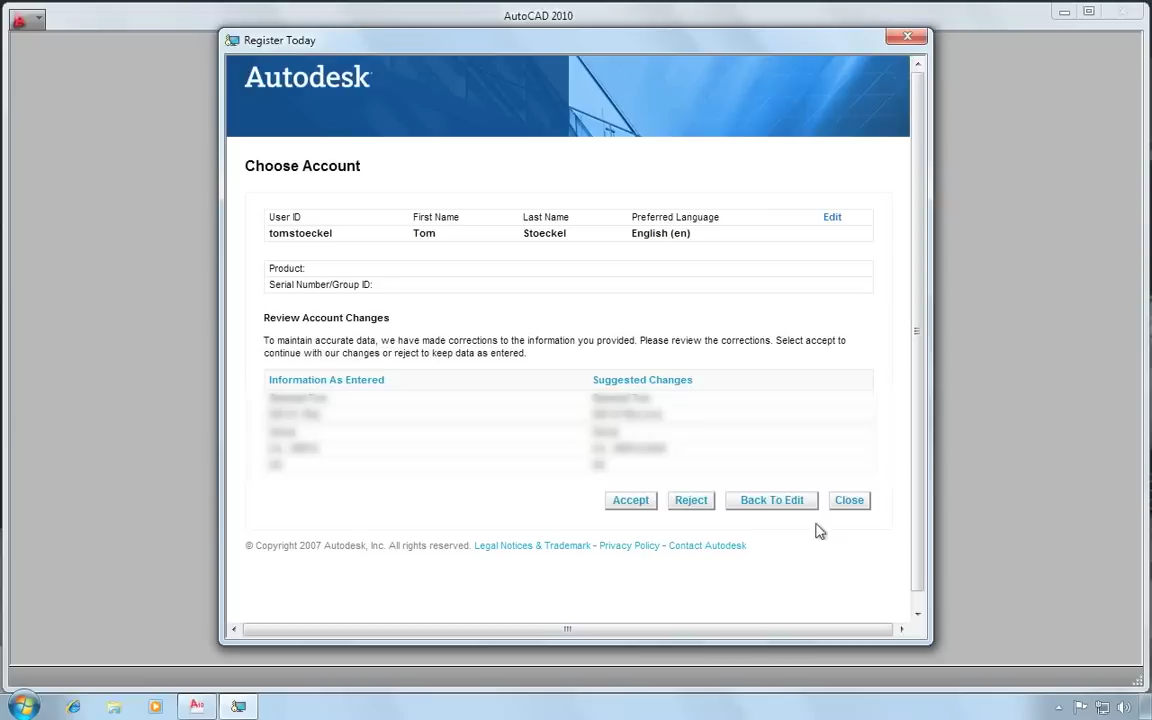 AutoCAD 2010
Register Today
Autodesk
Choose Account
User ID First Name Last Name Preferred Language Edit
tomstoeckel Tom Stoeckel English (en)
Product:
Serial Number/Group ID:
Review Account Changes
To maintain accurate data, we have made corrections to the information you provided. Please review the corrections. Select accept to
continue with our changes or reject to keep data as entered.
Information As Entered Suggested Changes
Accept Reject Back To Edit Close
© Copyright 2007 Autodesk, Inc. All rights reserved. Legal Notices & Trademark - Privacy Policy - Contact Autodesk